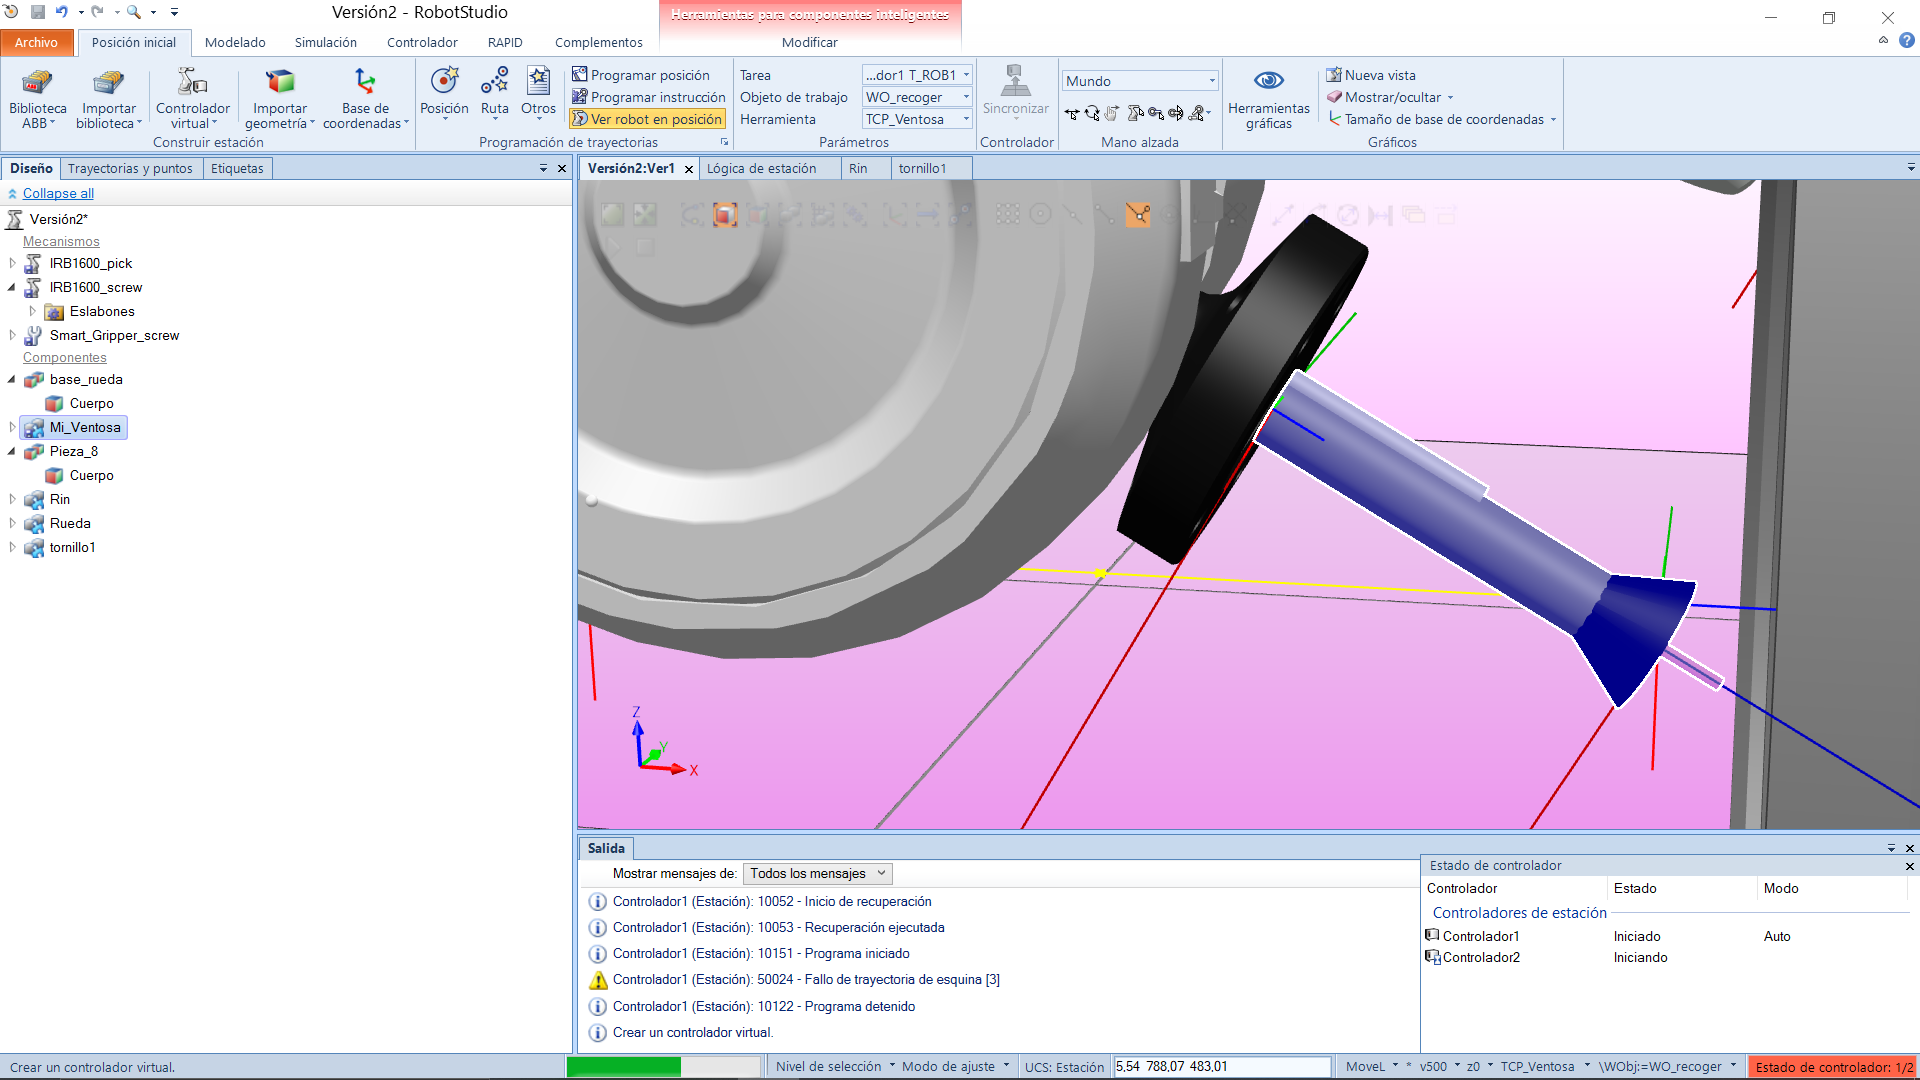 Versión2 - RobotStudio
Herramientas para componentes inteligentes
Archivo
Posición inicial
Modelado
Simulación
Controlador
RAPID
Complementos
Modificar
Biblioteca ABB
Importar biblioteca
Controlador virtual
Importar geometría
Base de coordenadas
Construir estación
Posición
Ruta
Otros
Programar posición
Programar instrucción
Ver robot en posición
Programación de trayectorias
Tarea
...dor1 T_ROB1
Objeto de trabajo
WO_recoger
Herramienta
TCP_Ventosa
Parámetros
Sincronizar
Controlador
Mundo
Mano alzada
Herramientas gráficas
Nueva vista
Mostrar/ocultar
Tamaño de base de coordenadas
Gráficos
Diseño
Trayectorias y puntos
Etiquetas
Collapse all
Versión2*
Mecanismos
IRB1600_pick
IRB1600_screw
Eslabones
Smart_Gripper_screw
Componentes
base_rueda
Cuerpo
Mi_Ventosa
Pieza_8
Cuerpo
Rin
Rueda
tornillo1
Versión2:Ver1
Lógica de estación
Rin
tornillo1
Z
Y
X
Salida
Mostrar mensajes de: Todos los mensajes
Controlador1 (Estación): 10052 - Inicio de recuperación
Controlador1 (Estación): 10053 - Recuperación ejecutada
Controlador1 (Estación): 10151 - Programa iniciado
Controlador1 (Estación): 50024 - Fallo de trayectoria de esquina [3]
Controlador1 (Estación): 10122 - Programa detenido
Crear un controlador virtual.
Estado de controlador
Controlador Estado Modo
Controladores de estación
Controlador1 Iniciado Auto
Controlador2 Iniciando
Crear un controlador virtual.
Nivel de selección
Modo de ajuste
UCS: Estación
5,54 788,07 483,01
MoveL * v500 z0 TCP_Ventosa \WObj:=WO_recoger
Estado de controlador: 1/2